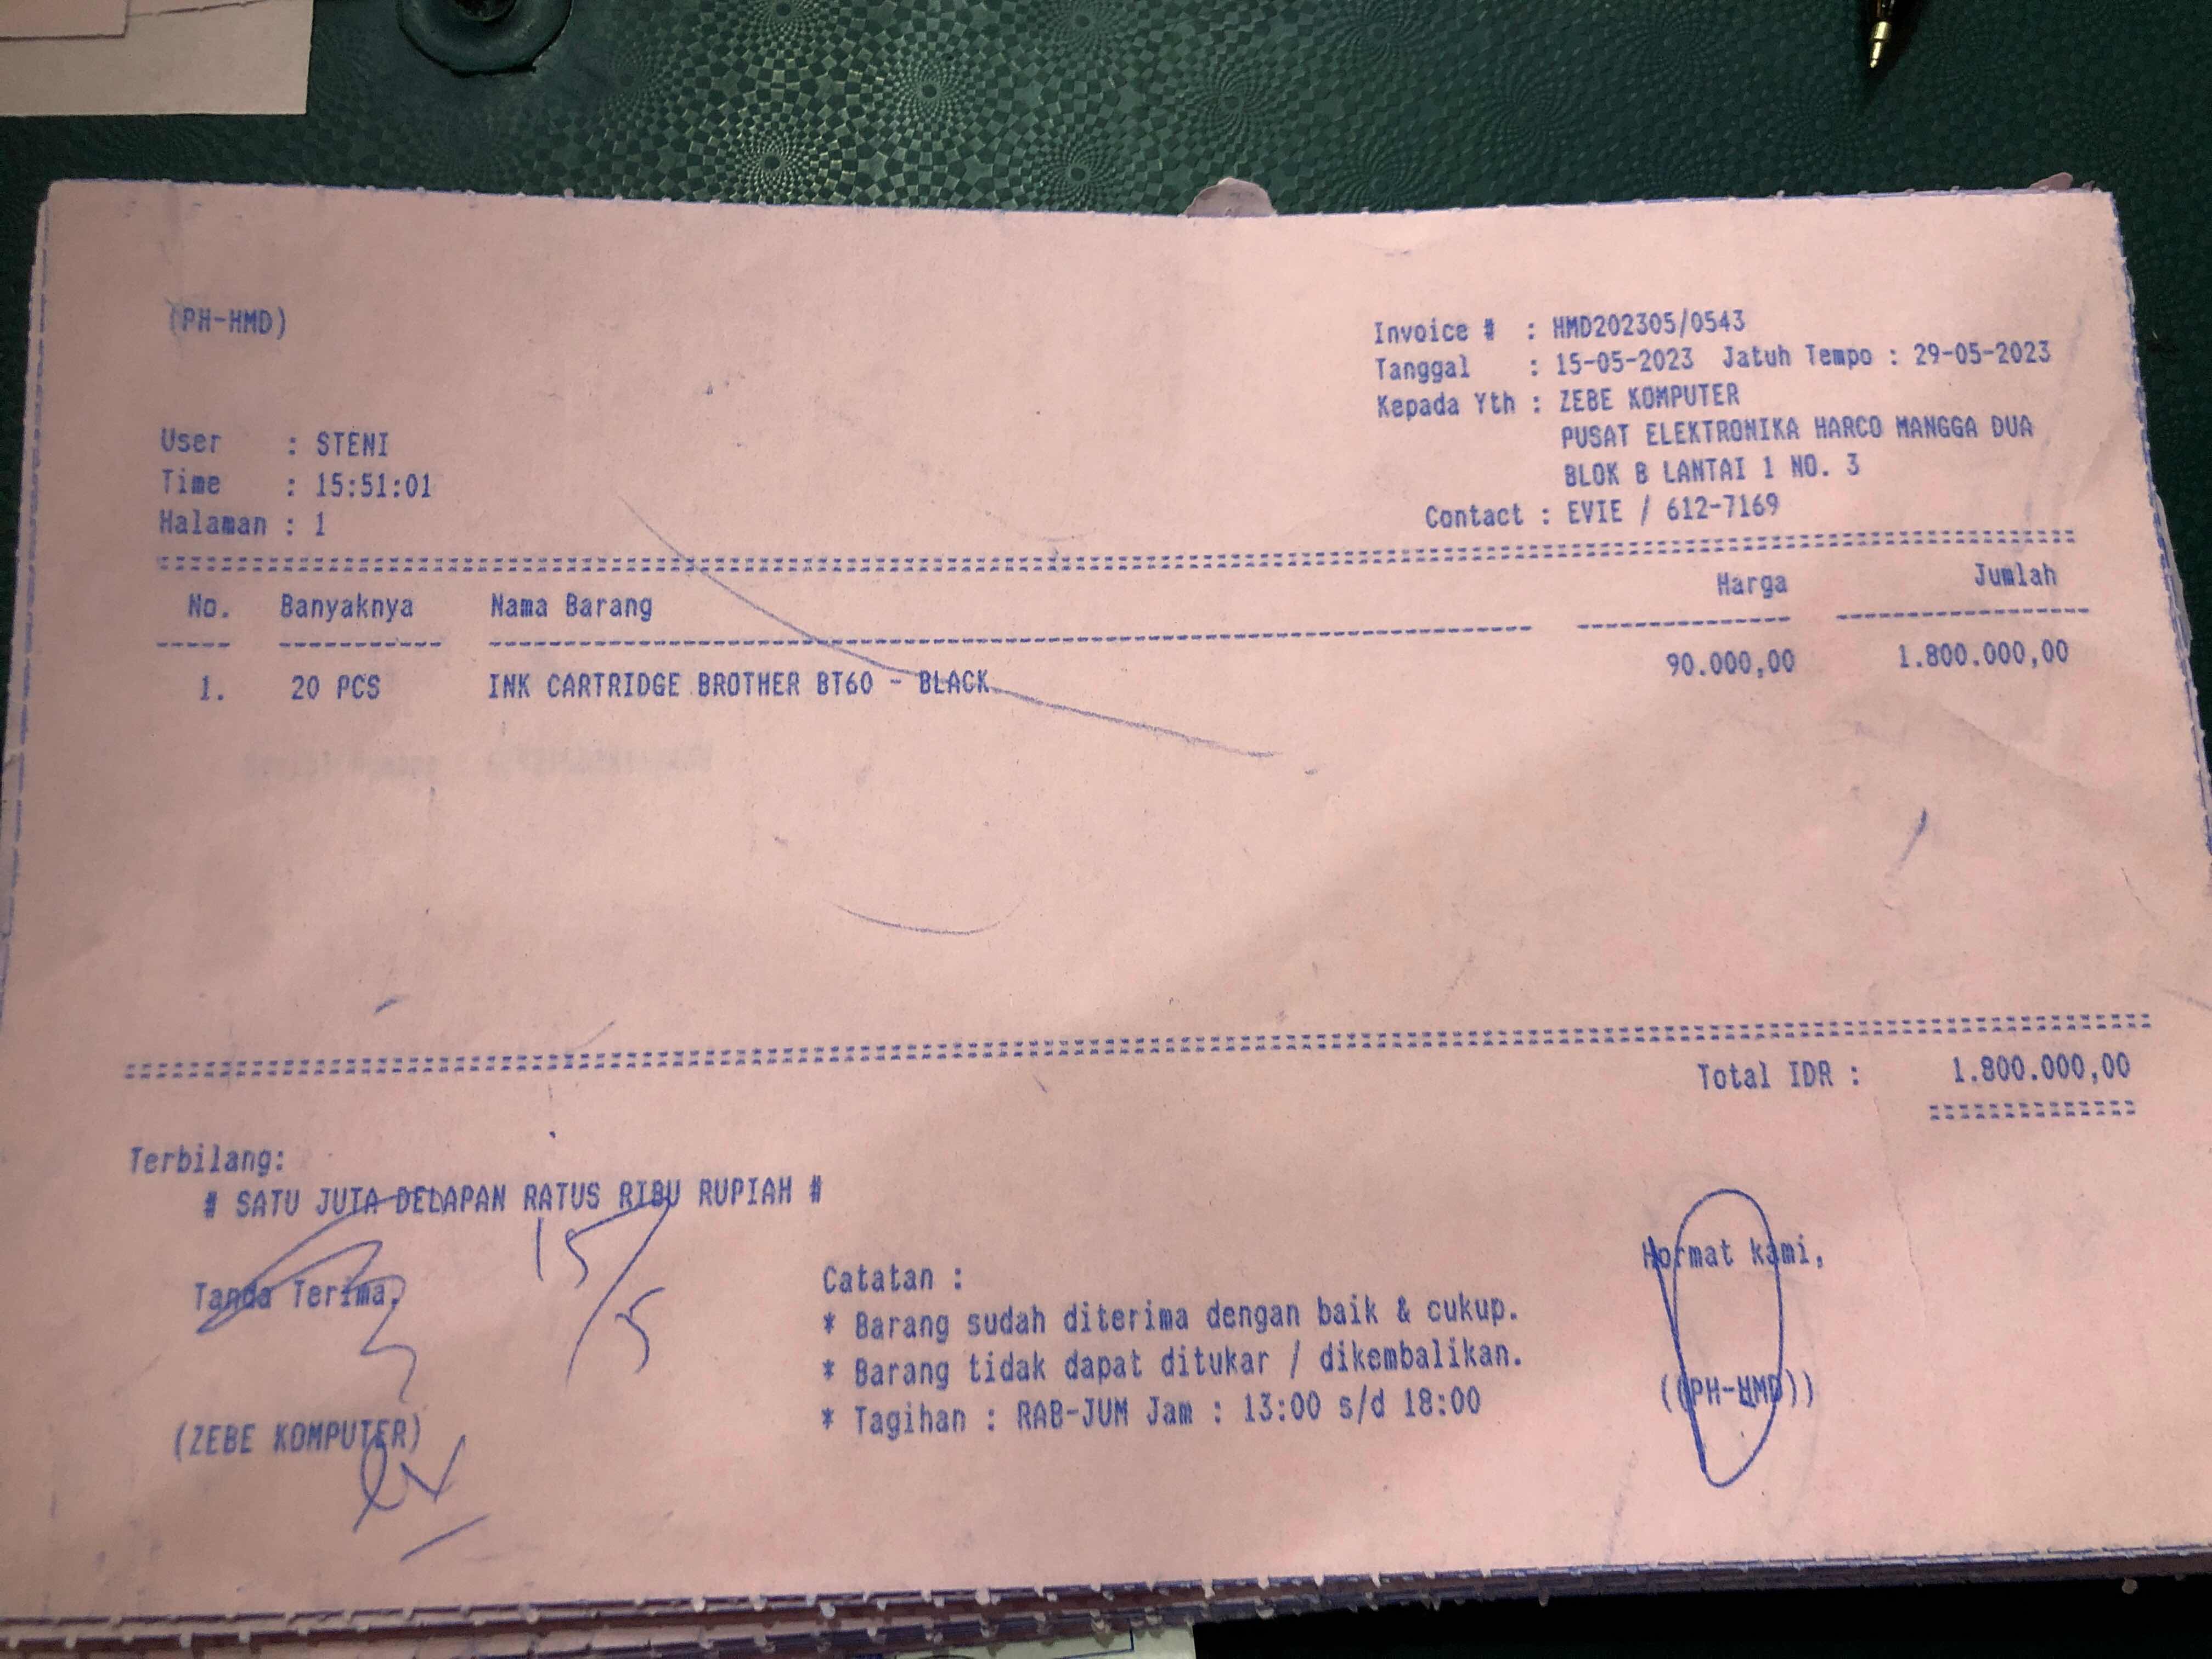 (PH-HMD)
Invoice # : HMD202305/0543
Tanggal : 15-05-2023 Jatuh Tempo : 29-05-2023
Kepada Yth : ZEBE KOMPUTER
PUSAT ELEKTRONIKA HARCO MANGGA DUA
BLOK B LANTAI 1 NO. 3
Contact : EVIE / 612-7169
User : STENI
Time : 15:51:01
Halaman : 1
No. Banyaknya Nama Barang Harga Jumlah
1. 20 PCS INK CARTRIDGE BROTHER BT60 - BLACK 90.000,00 1.800.000,00
Total IDR : 1.800.000,00
Terbilang:
# SATU JUTA DELAPAN RATUS RIBU RUPIAH #
15/5
Tanda Terima,
(ZEBE KOMPUTER)
Catatan :
* Barang sudah diterima dengan baik & cukup.
* Barang tidak dapat ditukar / dikembalikan.
* Tagihan : RAB-JUM Jam : 13:00 s/d 18:00
Hormat kami,
((PH-HMD))